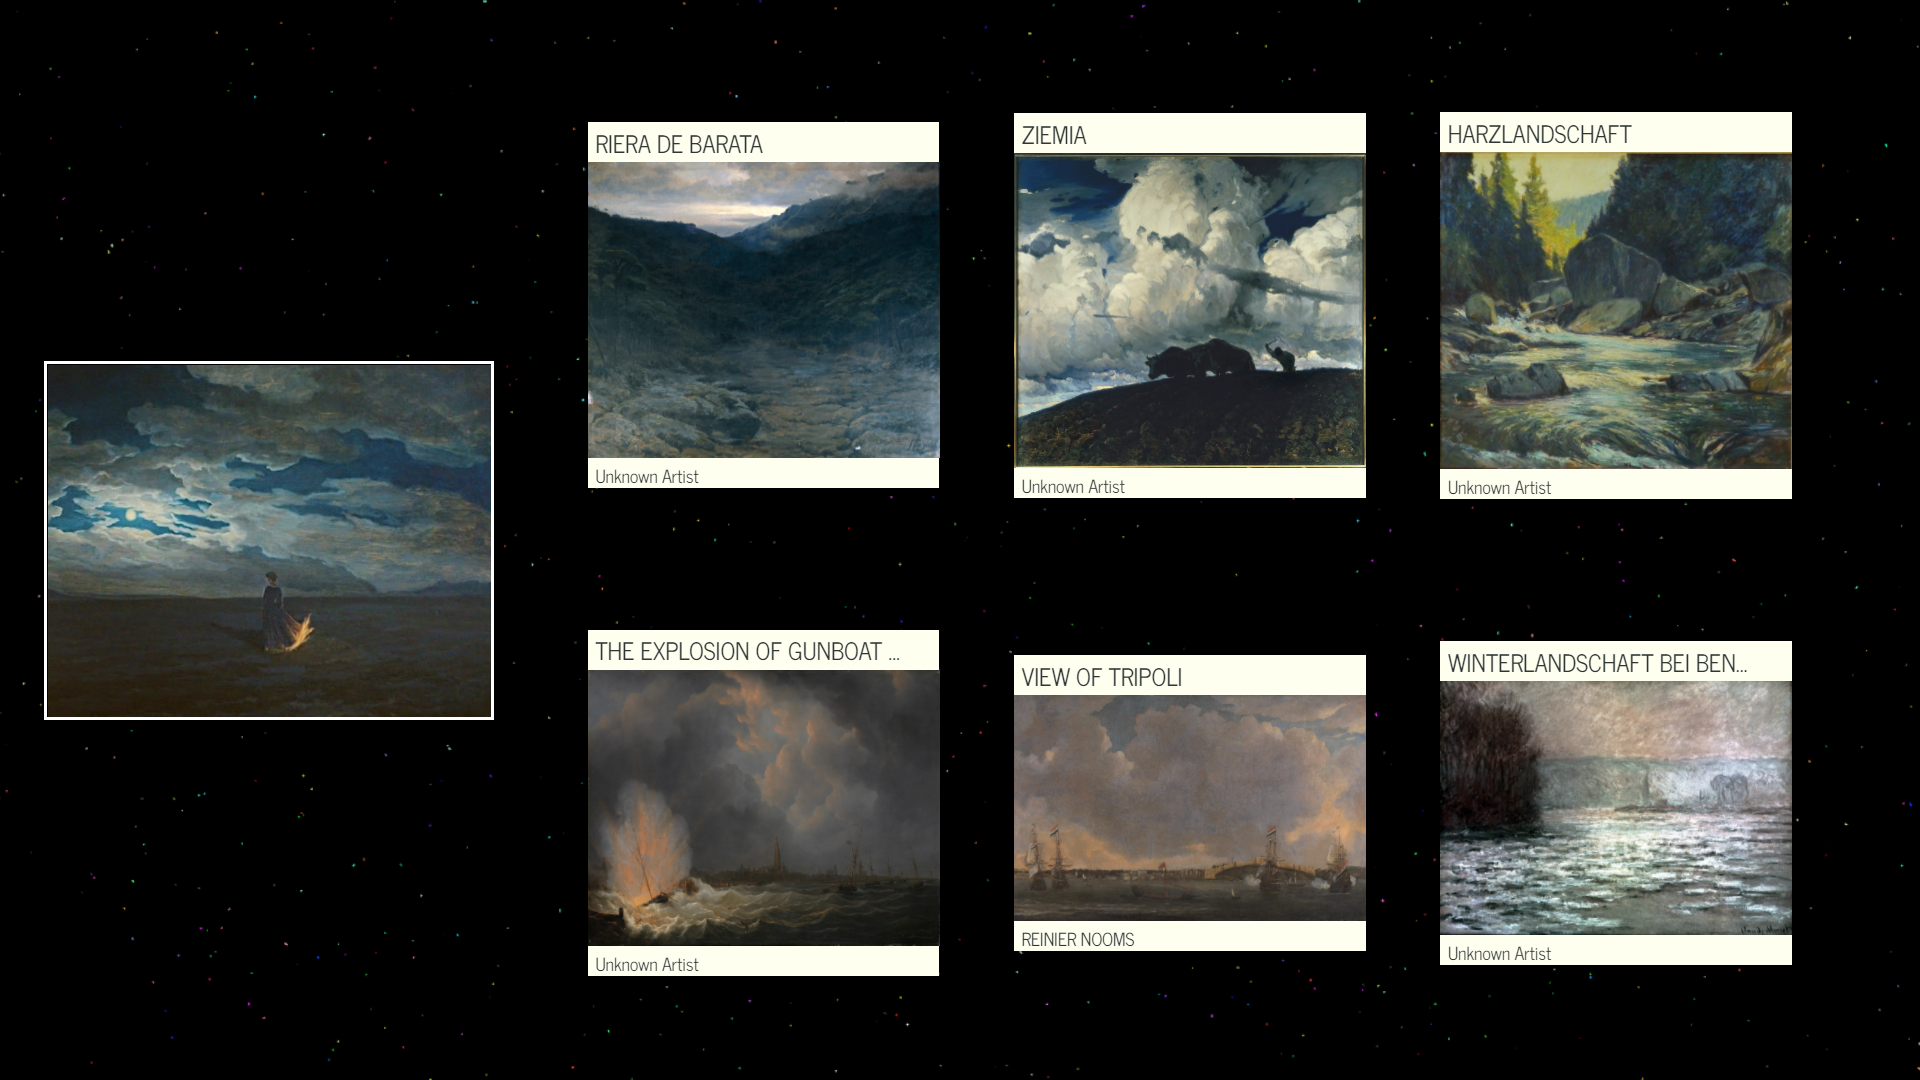 RIERA DE BARATA
Unknown Artist
ZIEMIA
Unknown Artist
HARZLANDSCHAFT
Unknown Artist
THE EXPLOSION OF GUNBOAT ...
Unknown Artist
VIEW OF TRIPOLI
REINIER NOOMS
WINTERLANDSCHAFT BEI BEN...
Unknown Artist